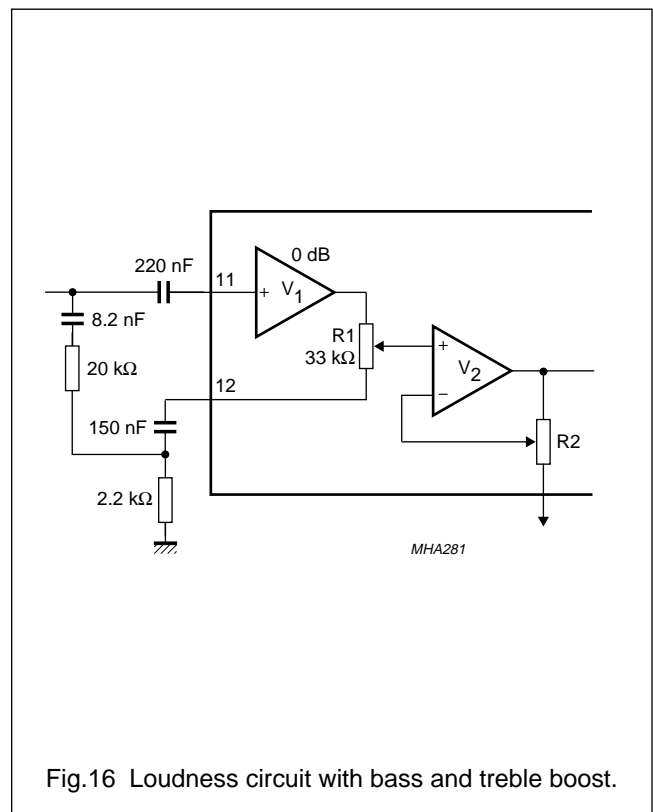 0 dB
220 nF
11
+
V1
8.2 nF
R1
33 kΩ
+
V2
20 kΩ
12
−
150 nF
R2
2.2 kΩ
MHA281
Fig.16 Loudness circuit with bass and treble boost.